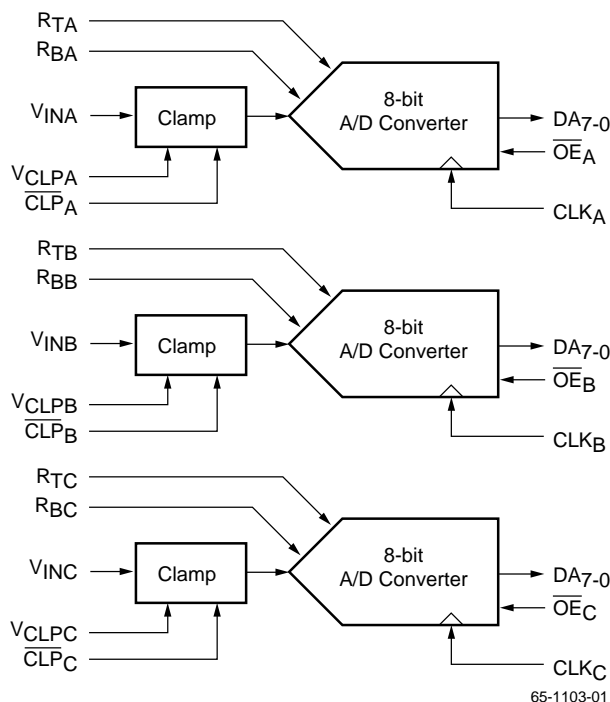 RTA
RBA
8-bit
A/D Converter
VINA
Clamp
DA7-0
OEA
VCLPA
CLPA
CLKA
RTB
RBB
8-bit
A/D Converter
VINB
Clamp
DA7-0
OEB
VCLPB
CLPB
CLKB
RTC
RBC
8-bit
A/D Converter
VINC
Clamp
DA7-0
OEC
VCLPC
CLPC
CLKC
65-1103-01